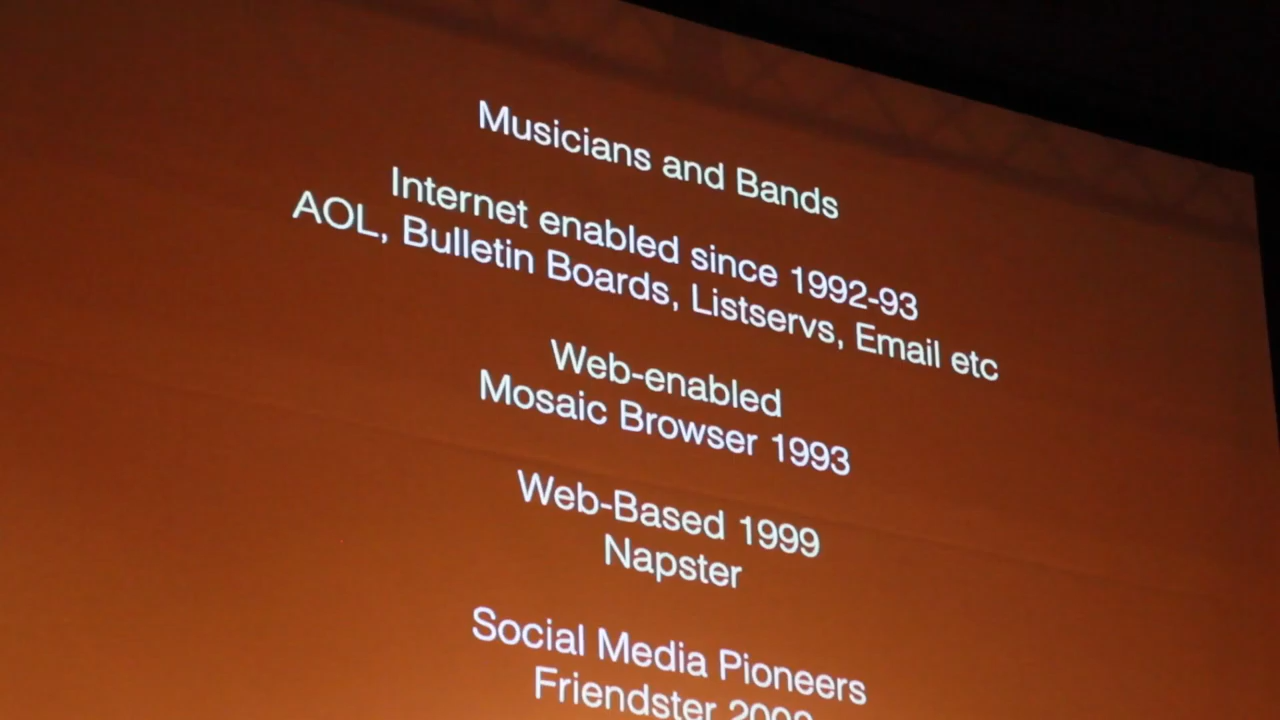 Musicians and Bands
Internet enabled since 1992-93
AOL, Bulletin Boards, Listservs, Email etc
Web-enabled
Mosaic Browser 1993
Web-Based 1999
Napster
Social Media Pioneers
Friendster